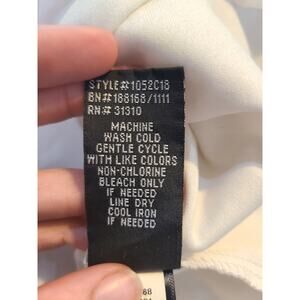 STYLE#1052C18
BN#188168/1111
RN# 31310
MACHINE
WASH COLD
GENTLE CYCLE
WITH LIKE COLORS
NON-CHLORINE
BLEACH ONLY
IF NEEDED
LINE DRY
COOL IRON
IF NEEDED